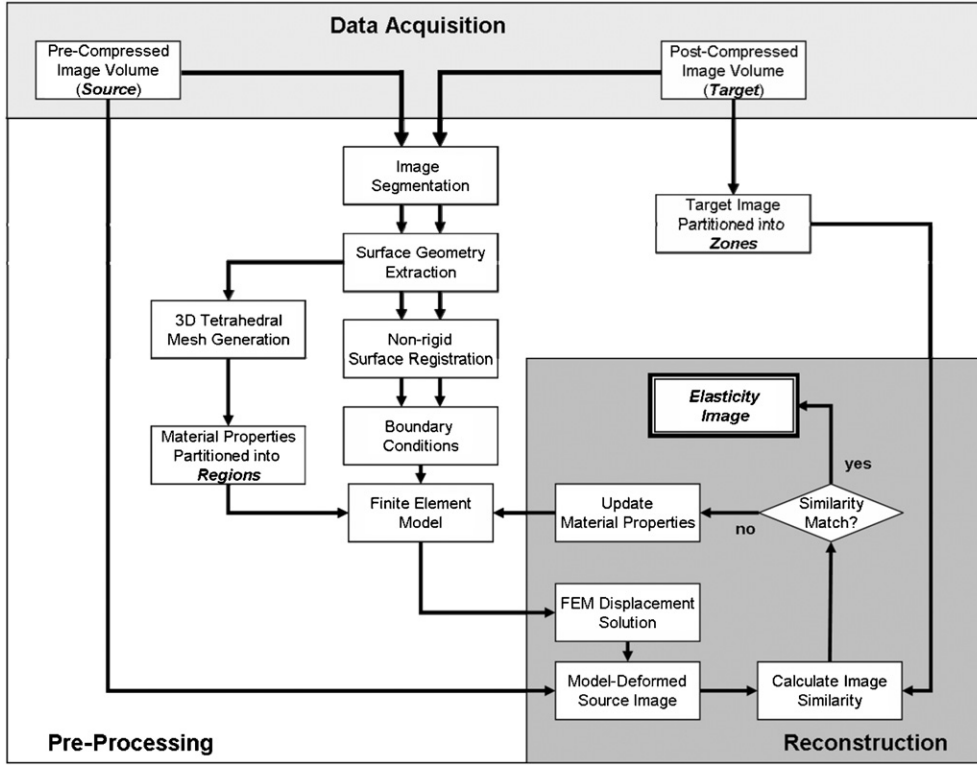 Data Acquisition
Pre-Compressed
Image Volume
(Source)
Post-Compressed
Image Volume
(Target)
Image
Segmentation
Target Image
Partitioned into
Zones
Surface Geometry
Extraction
3D Tetrahedral
Mesh Generation
Non-rigid
Surface Registration
Elasticity
Image
Material Properties
Partitioned into
Regions
Boundary
Conditions
yes
Finite Element
Model
Update
Material Properties
Similarity
Match?
no
FEM Displacement
Solution
Model-Deformed
Source Image
Calculate Image
Similarity
Pre-Processing
Reconstruction